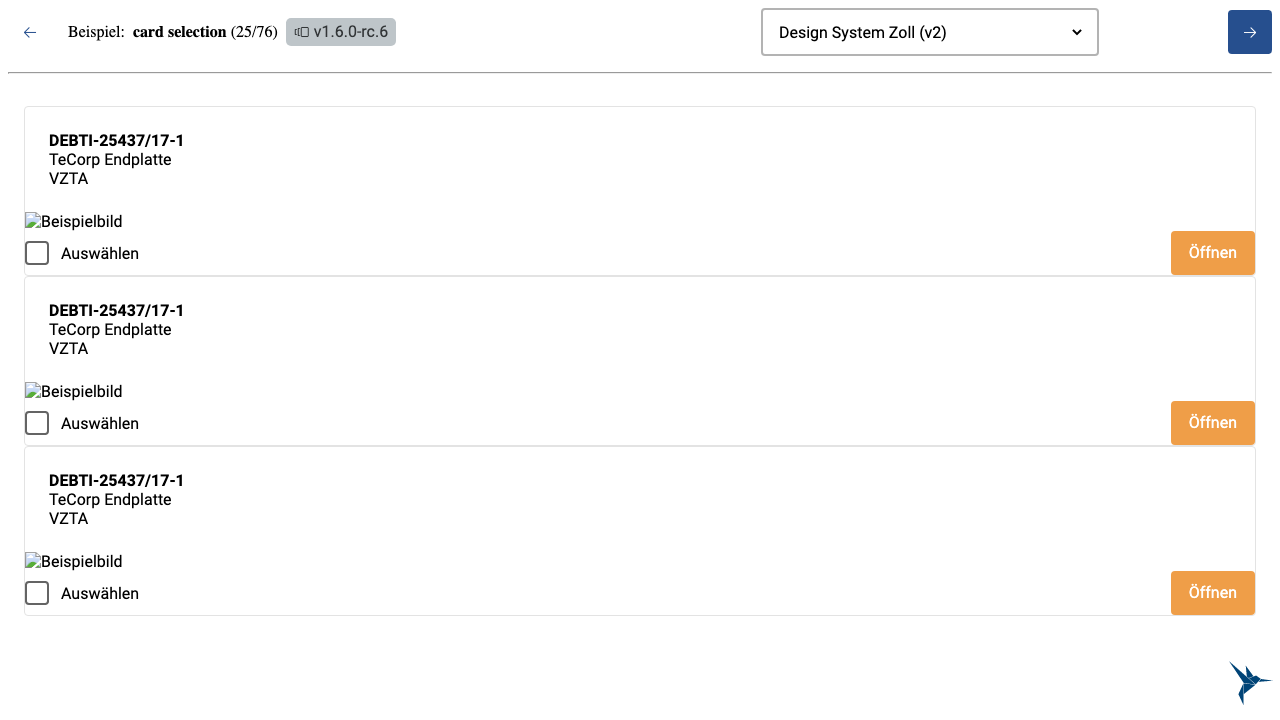 Beispiel: card selection (25/76) v1.6.0-rc.6 Design System Zoll (v2)
DEBTI-25437/17-1
TeCorp Endplatte
VZTA
Beispielbild
Auswählen Öffnen
DEBTI-25437/17-1
TeCorp Endplatte
VZTA
Beispielbild
Auswählen Öffnen
DEBTI-25437/17-1
TeCorp Endplatte
VZTA
Beispielbild
Auswählen Öffnen